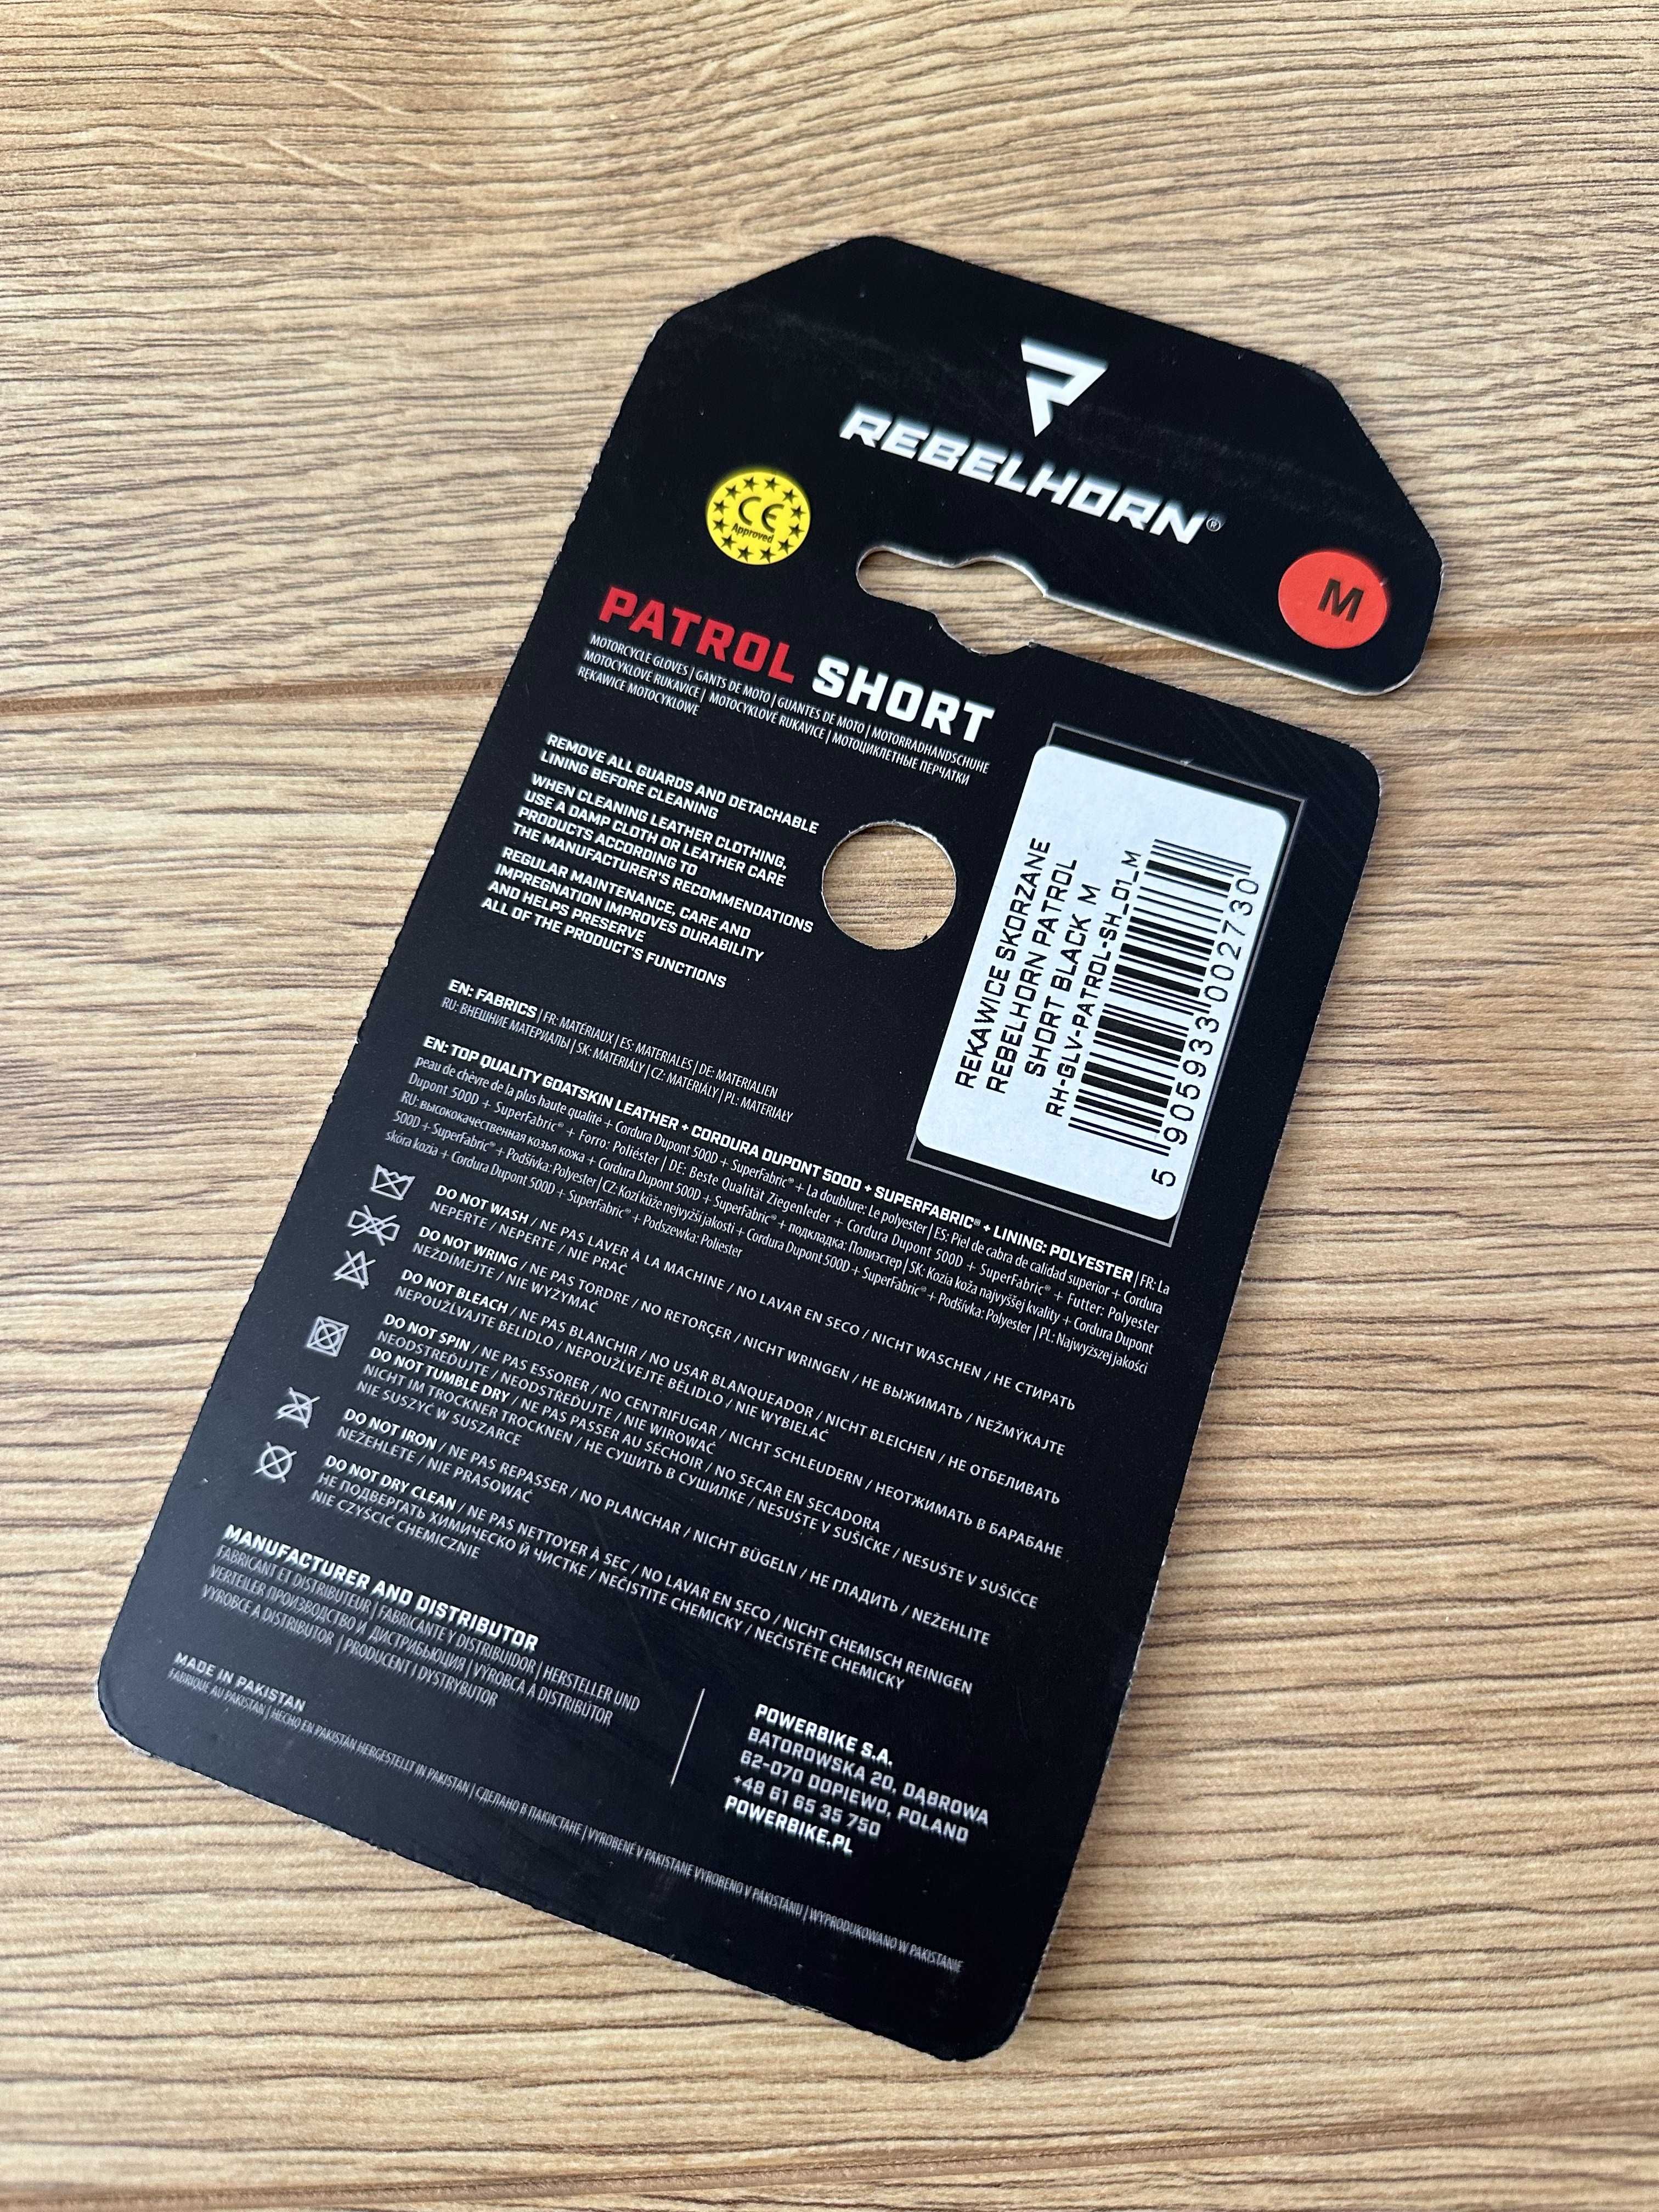 REBELHORN®
CE
Approved
M
PATROL SHORT
MOTORCYCLE GLOVES | GANTS DE MOTO | GUANTES DE MOTO | MOTORRADHANDSCHUHE
MOTOCYKLOVÉ RUKAVICE | MOTOCYKLOVÉ RUKAVICE | МОТОЦИКЛЕТНЫЕ ПЕРЧАТКИ
RĘKAWICE MOTOCYKLOWE
REMOVE ALL GUARDS AND DETACHABLE
LINING BEFORE CLEANING
WHEN CLEANING LEATHER CLOTHING,
USE A DAMP CLOTH OR LEATHER CARE
PRODUCTS ACCORDING TO
THE MANUFACTURER'S RECOMMENDATIONS
REGULAR MAINTENANCE, CARE AND
IMPREGNATION IMPROVES DURABILITY
AND HELPS PRESERVE
ALL OF THE PRODUCT'S FUNCTIONS
REKAWICE SKORZANE
REBELHORN PATROL
SHORT BLACK M
RH-GLV-PATROL-SH_01_M
5 905933 002730
EN: FABRICS | FR: MATÉRIAUX | ES: MATERIALES | DE: MATERIALIEN
RU: ВНЕШНИЕ МАТЕРИАЛЫ | SK: MATERIÁLY | CZ: MATERIÁLY | PL: MATERIAŁY
EN: TOP QUALITY GOATSKIN LEATHER + CORDURA DUPONT 500D + SUPERFABRIC® + LINING: POLYESTER | FR: La
peau de chèvre de la plus haute qualité + Cordura Dupont 500D + SuperFabric® + La doublure: Le polyester | ES: Piel de cabra de calidad superior + Cordura
Dupont 500D + SuperFabric® + Forro: Poliéster | DE: Beste Qualität Ziegenleder + Cordura Dupont 500D + SuperFabric® + Futter: Polyester
RU: высококачественная козья кожа + Cordura Dupont 500D + SuperFabric® + подкладка: Полиэстер | SK: Kozia koža najvyššej kvality + Cordura Dupont
500D + SuperFabric® + Podšívka: Polyester | CZ: Kozí kůže nejvyšší jakosti + Cordura Dupont 500D + SuperFabric® + Podšívka: Polyester | PL: Najwyższej jakości
skóra kozia + Cordura Dupont 500D + SuperFabric® + Podszewka: Poliester
DO NOT WASH / NE PAS LAVER À LA MACHINE / NO LAVAR EN SECO / NICHT WASCHEN / НЕ СТИРАТЬ
NEPERTE / NEPERTE / NIE PRAĆ
DO NOT WRING / NE PAS TORDRE / NO RETORÇER / NICHT WRINGEN / НЕ ВЫЖИМАТЬ / NEŽMÝKAJTE
NEŽDÍMEJTE / NIE WYŻYMAĆ
DO NOT BLEACH / NE PAS BLANCHIR / NO USAR BLANQUEADOR / NICHT BLEICHEN / НЕ ОТБЕЛИВАТЬ
NEPOUŽÍVAJTE BELIDLO / NEPOUŽÍVEJTE BĚLIDLO / NIE WYBIELAĆ
DO NOT SPIN / NE PAS ESSORER / NO CENTRIFUGAR / NICHT SCHLEUDERN / НЕОТЖИМАТЬ В БАРАБАНЕ
NEODSTREĎUJTE / NEODSTŘEĎUJTE / NIE WIROWAĆ
DO NOT TUMBLE DRY / NE PAS PASSER AU SÉCHOIR / NO SECAR EN SECADORA
NICHT IM TROCKNER TROCKNEN / НЕ СУШИТЬ В СУШИЛКЕ / NESUŠTE V SUŠIČKE / NESUŠTE V SUŠIČCE
NIE SUSZYĆ W SUSZARCE
DO NOT IRON / NE PAS REPASSER / NO PLANCHAR / NICHT BÜGELN / НЕ ГЛАДИТЬ / NEŽEHLITE
NEŽEHLETE / NIE PRASOWAĆ
DO NOT DRY CLEAN / NE PAS NETTOYER À SEC / NO LAVAR EN SECO / NICHT CHEMISCH REINIGEN
НЕ ПОДВЕРГАТЬ ХИМИЧЕСКО Й ЧИСТКЕ / NEČISTITE CHEMICKY / NEČISTĚTE CHEMICKY
NIE CZYŚCIĆ CHEMICZNIE
MANUFACTURER AND DISTRIBUTOR
FABRICANT ET DISTRIBUTEUR | FABRICANTE Y DISTRIBUIDOR | HERSTELLER UND
VERTEILER ПРОИЗВОДСТВО И ДИСТРИБЬЮЦИЯ | VÝROBCA A DISTRIBÚTOR
VÝROBCE A DISTRIBUTOR | PRODUCENT I DYSTRYBUTOR
POWERBIKE S.A.
BATOROWSKA 20, DĄBROWA
62-070 DOPIEWO, POLAND
+48 61 65 35 750
POWERBIKE.PL
MADE IN PAKISTAN
FABRIQUÉ AU PAKISTAN | HECHO EN PAKISTÁN HERGESTELLT IN PAKISTAN | СДЕЛАНО В ПАКИСТАНЕ | VYROBENÉ V PAKISTANE VYROBENO V PÁKISTÁNU | WYPRODUKOWANO W PAKISTANIE